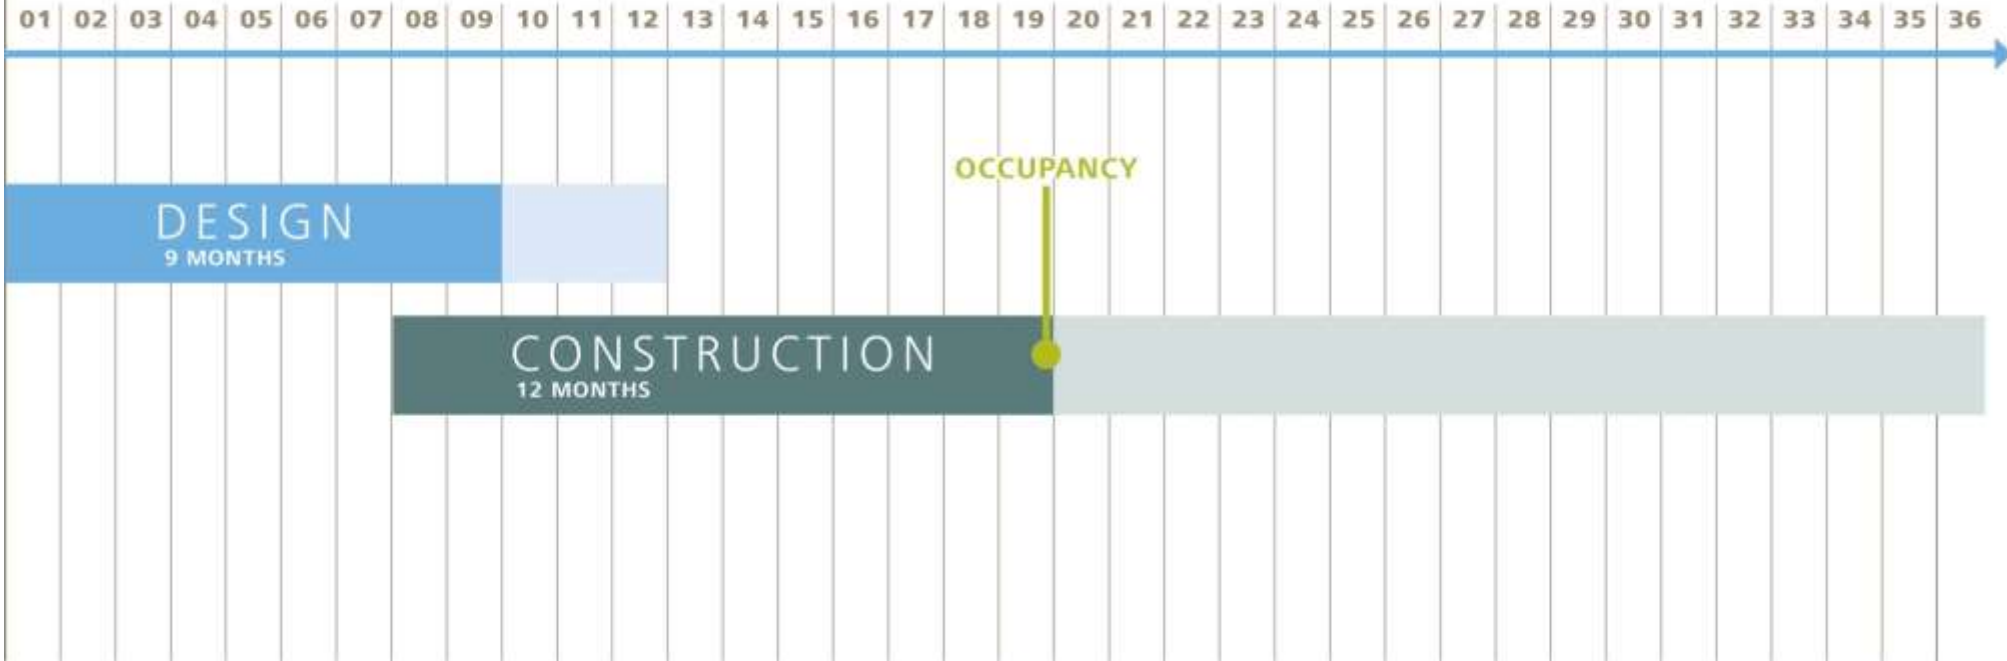 01 02 03 04 05 06 07 08 09 10 11 12 13 14 15 16 17 18 19 20 21 22 23 24 25 26 27 28 29 30 31 32 33 34 35 36
OCCUPANCY
DESIGN
9 MONTHS
CONSTRUCTION
12 MONTHS